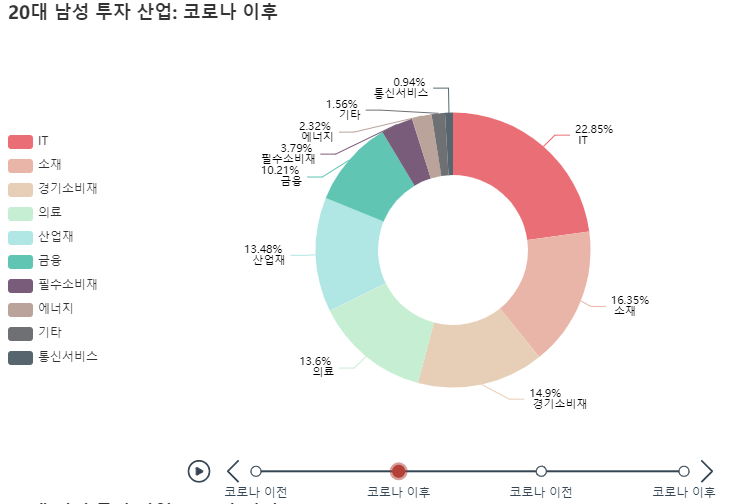 20대 남성 투자 산업: 코로나 이후
IT
소재
경기소비재
의료
산업재
금융
필수소비재
에너지
기타
통신서비스
0.94%
통신서비스
1.56%
기타
2.32%
에너지
3.79%
필수소비재
10.21%
금융
13.48%
산업재
13.6%
의료
14.9%
경기소비재
16.35%
소재
22.85%
IT
코로나 이전
코로나 이후
코로나 이전
코로나 이후